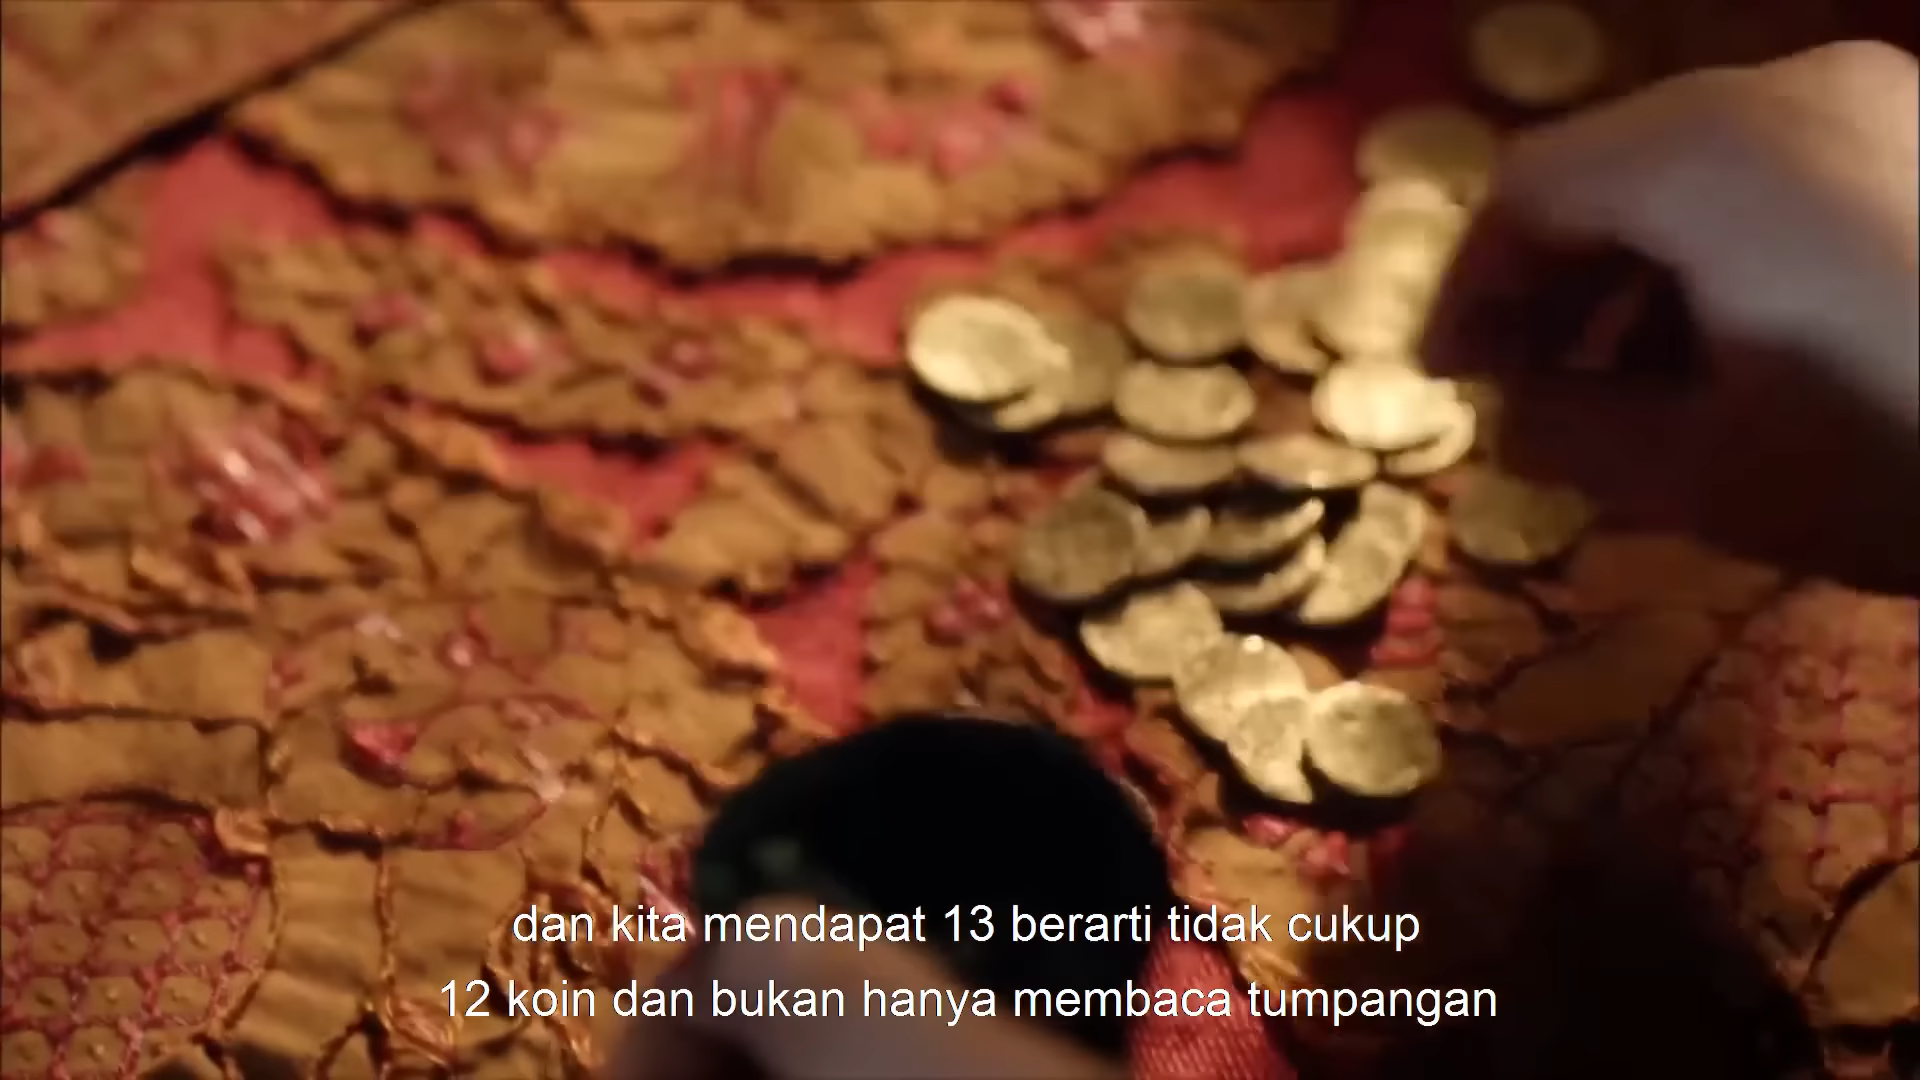 dan kita mendapat 13 berarti tidak cukup
12 koin dan bukan hanya membaca tumpangan